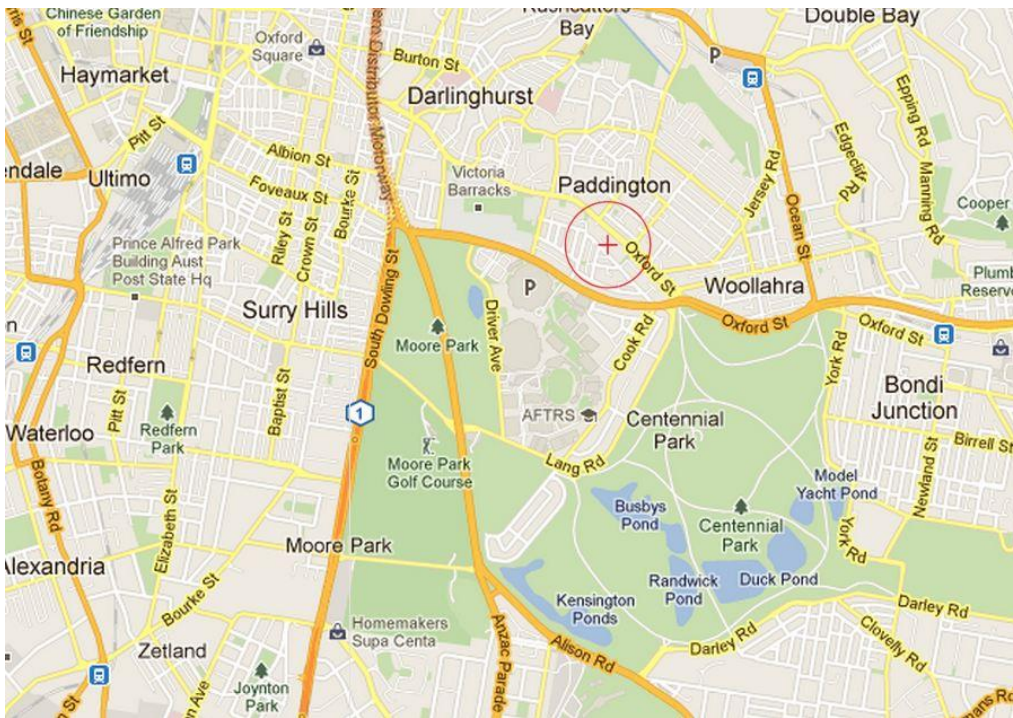 Chinese Garden
of Friendship
Oxford
Square
Burton St
Bay
Double Bay
P
Haymarket
Darlinghurst
Pitt St
Albion St
Ultimo
Foveaux St
Victoria
Barracks
Paddington
Jersey Rd
Edgecliff Rd
Epping Rd
Manning Rd
Cooper
Ocean St
Riley St
Crown St
Bourke St
Prince Alfred Park
Building Aust
Post State Hq
Oxford St
Woollahra
Plumb
Reserve
P
Surry Hills
South Dowling St
Driver Ave
Cook Rd
Oxford St
Oxford St
York Rd
Moore Park
Redfern
Pitt St
Baptist St
1
Redfern
Park
Waterloo
Botany Rd
AFTRS
Centennial
Park
Bondi
Junction
Birrell St
Newland St
Moore Park
Golf Course
Lang Rd
Model
Yacht Pond
Busbys
Pond
Centennial
Park
York Rd
Elizabeth St
Moore Park
Alexandria
Bourke St
Randwick
Pond
Duck Pond
Kensington
Ponds
Darley Rd
Darley Rd
Clovelly Rd
Homemakers
Supa Centa
Anzac Parade
Alison Rd
Zetland
Joynton
Park